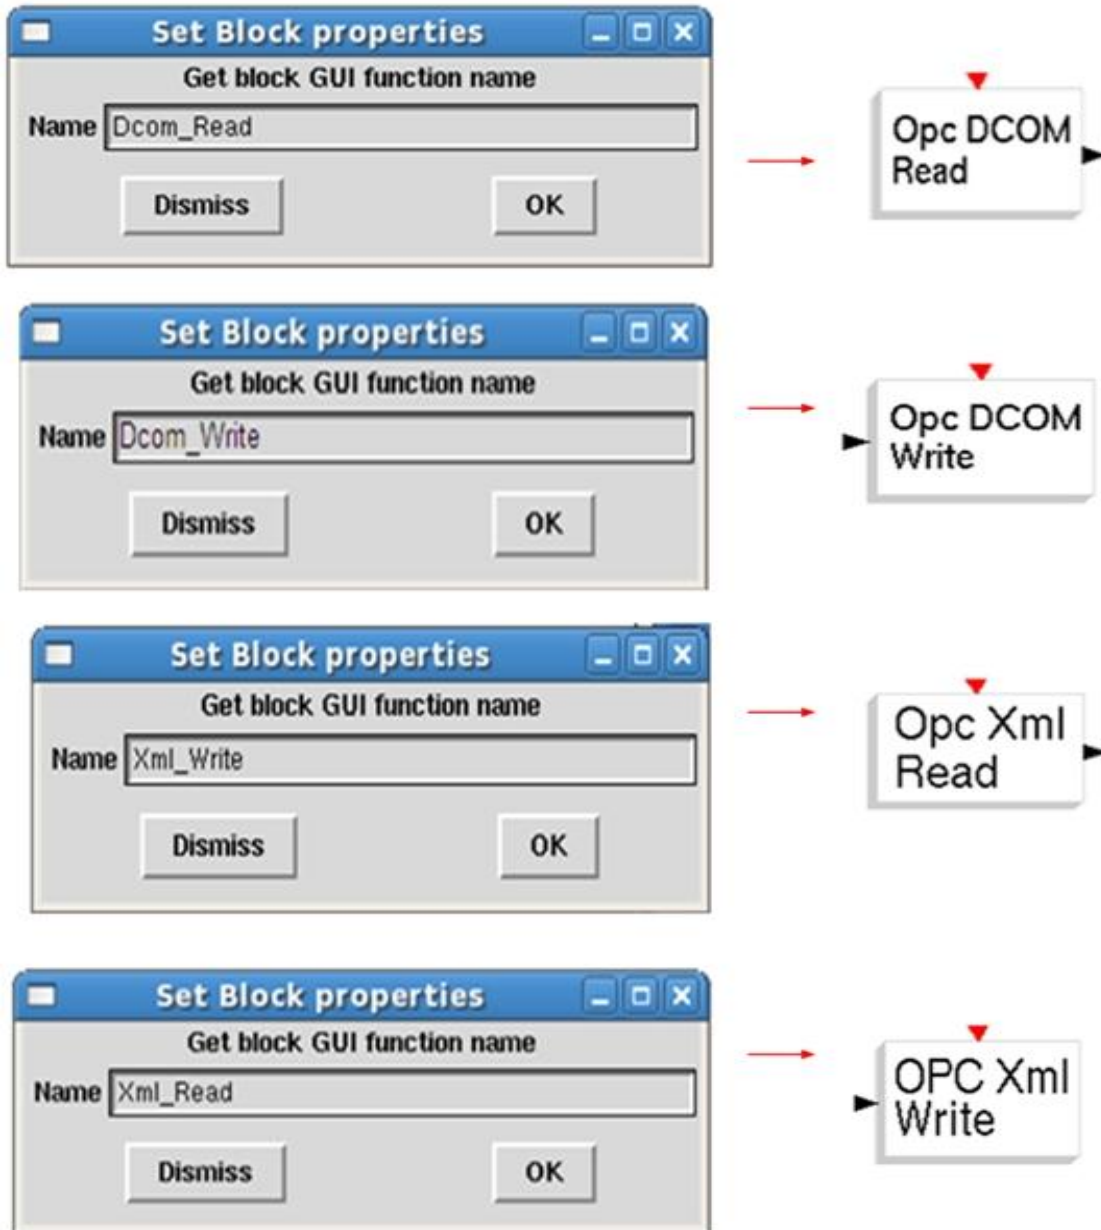 Set Block properties
Get block GUI function name
Name Dcom_Read
Dismiss OK
Opc DCOM
Read
Set Block properties
Get block GUI function name
Name Dcom_Write
Dismiss OK
Opc DCOM
Write
Set Block properties
Get block GUI function name
Name Xml_Write
Dismiss OK
Opc Xml
Read
Set Block properties
Get block GUI function name
Name Xml_Read
Dismiss OK
OPC Xml
Write